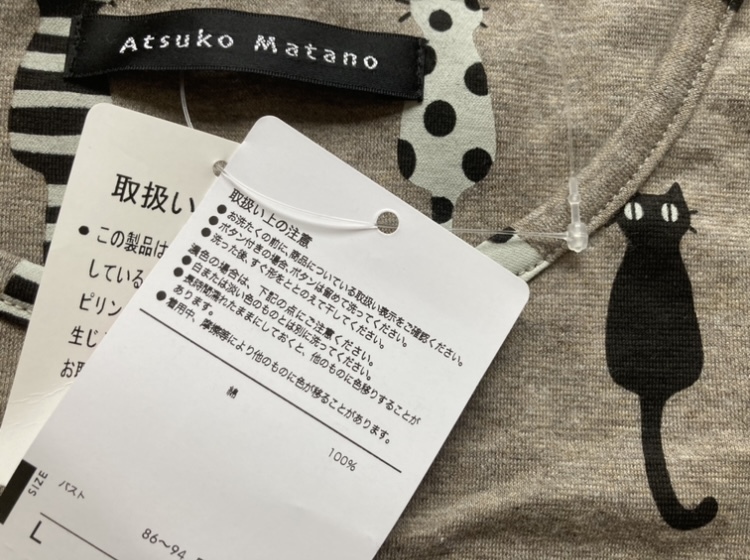 Atsuko Matano
取扱い
● この製品は
している
ピリン
生じ
お取
取扱い上の注意
●お洗たくの前に、商品についている取扱い表示をご確認ください。
●ボタン付きの場合、ボタンは留めて洗ってください。
●洗った後、すぐ形をととのえて干してください。
濃色の場合は、下記の点にご注意ください。
●白または淡い色のものとは別に洗ってください。
●長時間濡れたままにしておくと、他のものに色移りすることが
あります。
●着用中、摩擦等により他のものに色が移ることがあります。
綿 100%
SIZE
バスト 86〜94
L